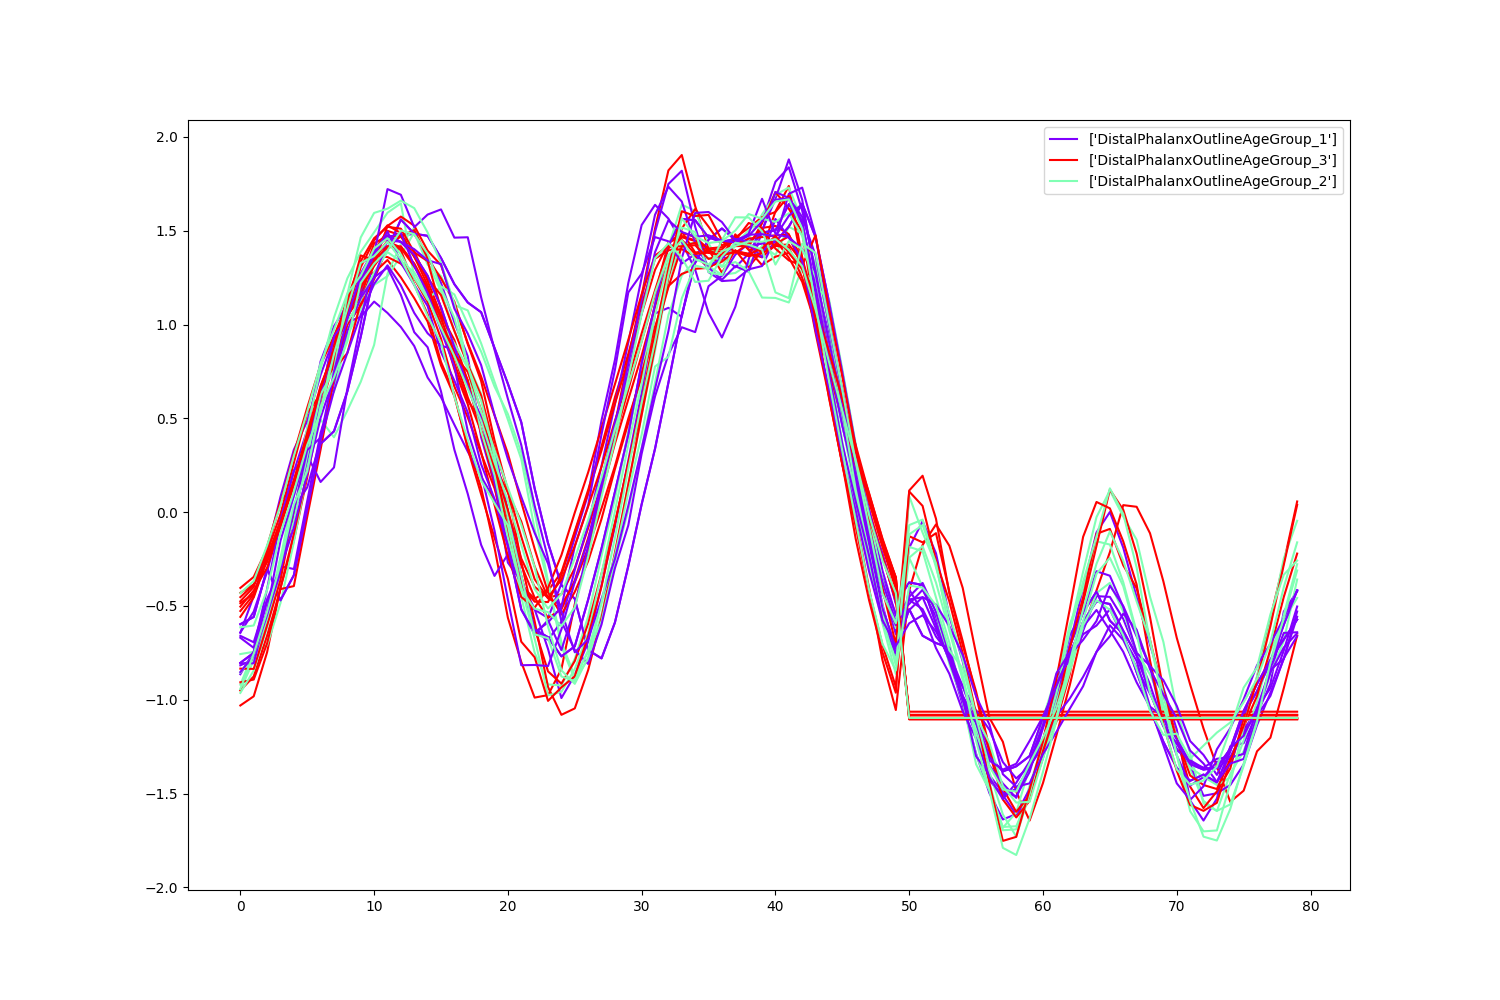 ['DistalPhalanxOutlineAgeGroup_1']
['DistalPhalanxOutlineAgeGroup_3']
['DistalPhalanxOutlineAgeGroup_2']
2.0
1.5
1.0
0.5
0.0
−0.5
−1.0
−1.5
−2.0
0 10 20 30 40 50 60 70 80